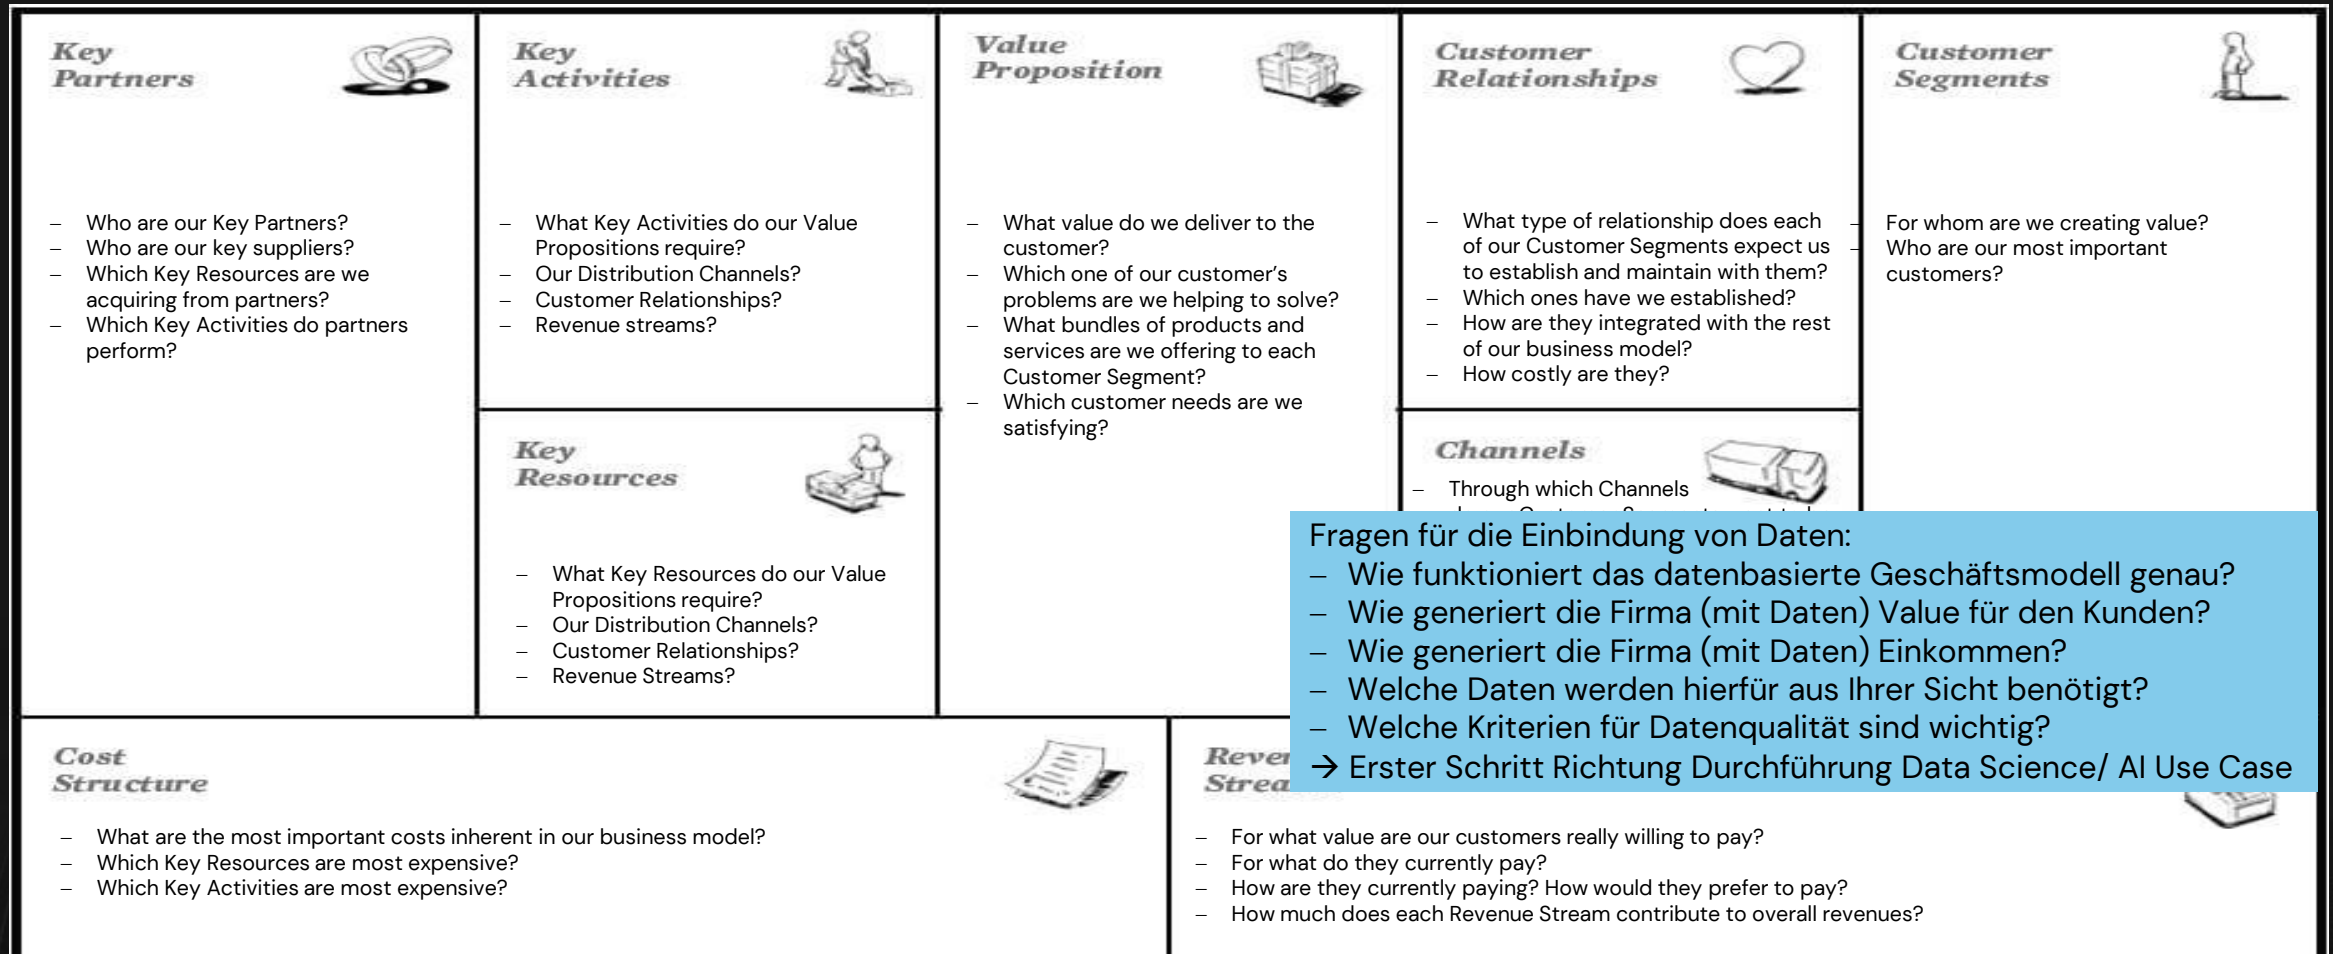 Key
Partners
– Who are our Key Partners?
– Who are our key suppliers?
– Which Key Resources are we
acquiring from partners?
– Which Key Activities do partners
perform?
Key
Activities
– What Key Activities do our Value
Propositions require?
– Our Distribution Channels?
– Customer Relationships?
– Revenue streams?
Key
Resources
– What Key Resources do our Value
Propositions require?
– Our Distribution Channels?
– Customer Relationships?
– Revenue Streams?
Value
Proposition
– What value do we deliver to the
customer?
– Which one of our customer’s
problems are we helping to solve?
– What bundles of products and
services are we offering to each
Customer Segment?
– Which customer needs are we
satisfying?
Customer
Relationships
– What type of relationship does each
of our Customer Segments expect us
to establish and maintain with them?
– Which ones have we established?
– How are they integrated with the rest
of our business model?
– How costly are they?
Channels
– Through which Channels
Customer
Segments
– For whom are we creating value?
– Who are our most important
customers?
Fragen für die Einbindung von Daten:
– Wie funktioniert das datenbasierte Geschäftsmodell genau?
– Wie generiert die Firma (mit Daten) Value für den Kunden?
– Wie generiert die Firma (mit Daten) Einkommen?
– Welche Daten werden hierfür aus Ihrer Sicht benötigt?
– Welche Kriterien für Datenqualität sind wichtig?
→ Erster Schritt Richtung Durchführung Data Science/ AI Use Case
Cost
Structure
– What are the most important costs inherent in our business model?
– Which Key Resources are most expensive?
– Which Key Activities are most expensive?
Reve
Strea
– For what value are our customers really willing to pay?
– For what do they currently pay?
– How are they currently paying? How would they prefer to pay?
– How much does each Revenue Stream contribute to overall revenues?